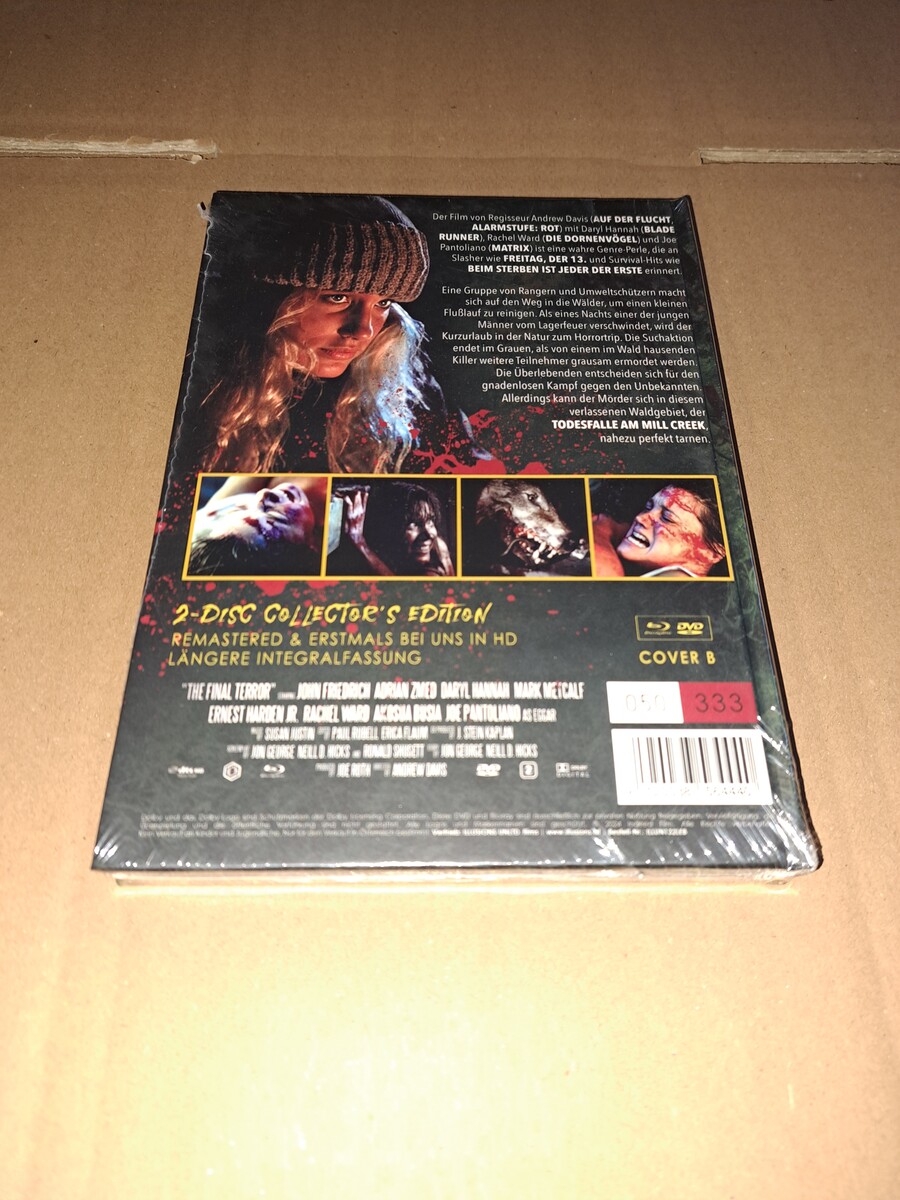 Der Film von Regisseur Andrew Davis (AUF DER FLUCHT,
ALARMSTUFE: ROT) mit Daryl Hannah (BLADE
RUNNER), Rachel Ward (DIE DORNENVÖGEL) und Joe
Pantoliano (MATRIX) ist eine wahre Genre-Perle, die an
Slasher wie FREITAG, DER 13. und Survival-Hits wie
BEIM STERBEN IST JEDER DER ERSTE erinnert.
Eine Gruppe von Rangern und Umweltschützern macht
sich auf den Weg in die Wälder, um einen kleinen
Flußlauf zu reinigen. Als eines Nachts einer der jungen
Männer vom Lagerfeuer verschwindet, wird der
Kurzurlaub in der Natur zum Horrortrip. Die Suchaktion
endet im Grauen, als von einem im Wald hausenden
Killer weitere Teilnehmer grausam ermordet werden.
Die Überlebenden entscheiden sich für den
gnadenlosen Kampf gegen den Unbekannten.
Allerdings kann der Mörder sich in diesem
verlassenen Waldgebiet, der
TODESFALLE AM MILL CREEK,
nahezu perfekt tarnen.
2-DISC COLLECTOR'S EDITION
REMASTERED & ERSTMALS BEI UNS IN HD
LÄNGERE INTEGRALFASSUNG
DVD
COVER B
"THE FINAL TERROR" JOHN FRIEDRICH ADRIAN ZMED DARYL HANNAH MARK METCALF
ERNEST HARDEN JR. RACHEL WARD AKOSUA BUSIA JOE PANTOLIANO AS EGGAR
SUSAN JUSTIN PAUL RUBELL ERICA FLAUM J. STEIN KAPLAN
JON GEORGE NEILL D. HICKS RONALD SHUSETT JON GEORGE NEILL D. HICKS
JOE ROTH ANDREW DAVIS
050 333